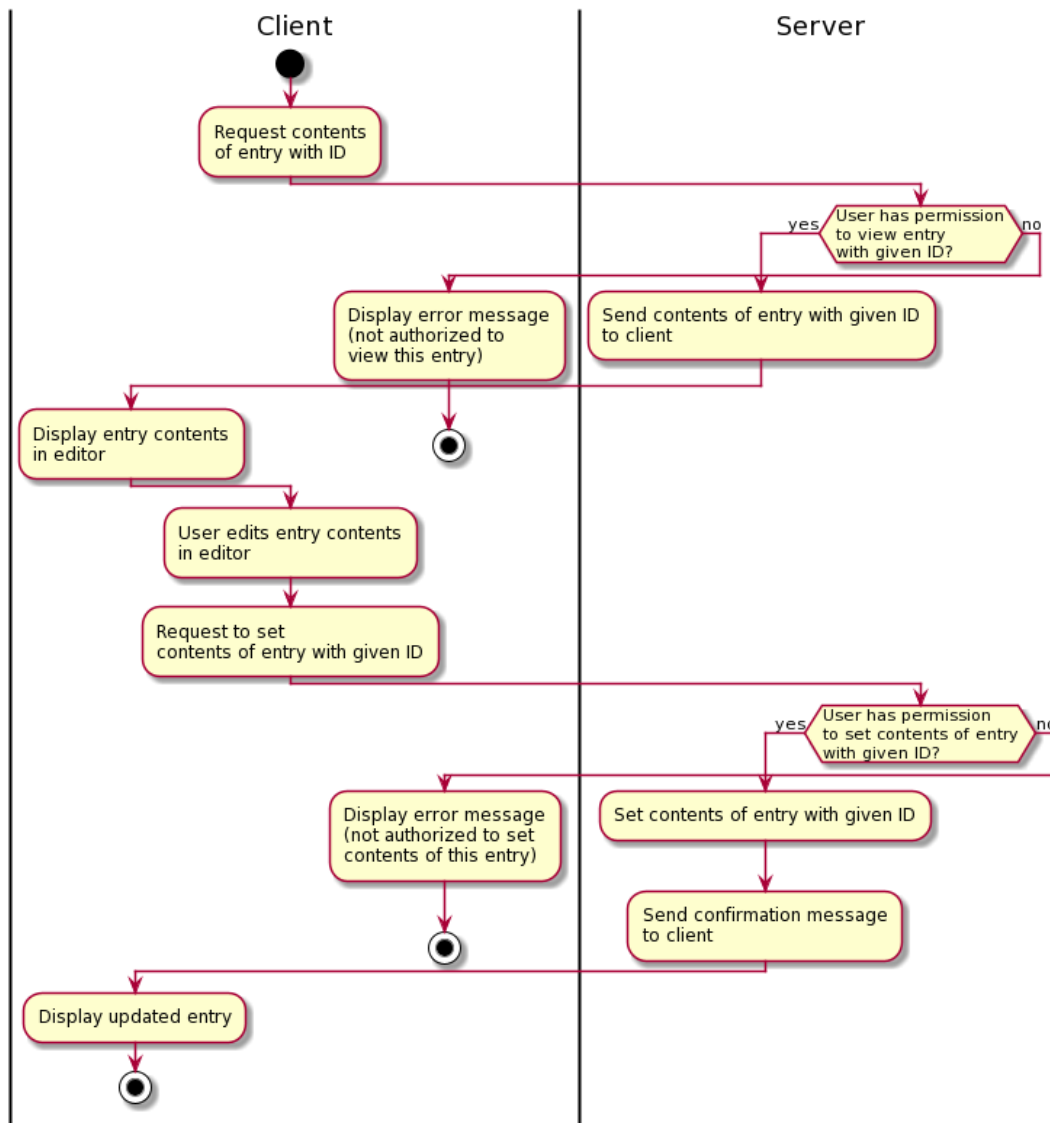 Client
Server
Request contents
of entry with ID
User has permission
to view entry
with given ID?
yes
no
Display error message
(not authorized to
view this entry)
Send contents of entry with given ID
to client
Display entry contents
in editor
User edits entry contents
in editor
Request to set
contents of entry with given ID
User has permission
to set contents of entry
with given ID?
yes
no
Display error message
(not authorized to set
contents of this entry)
Set contents of entry with given ID
Send confirmation message
to client
Display updated entry